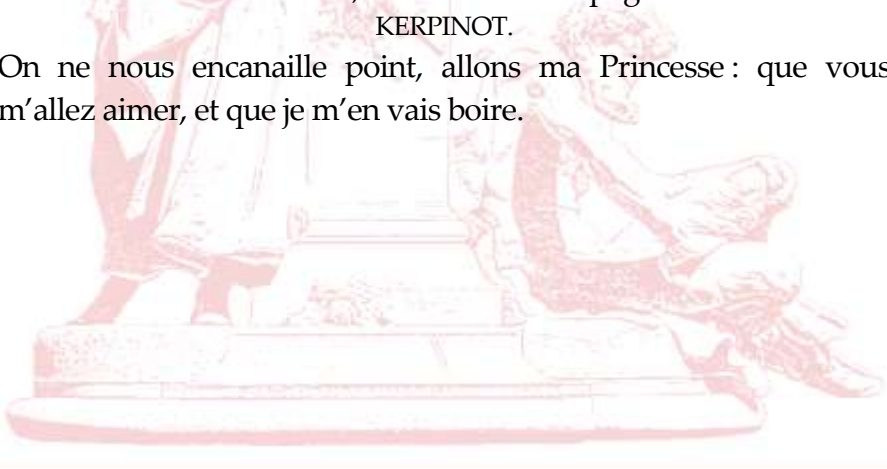 KERPINOT.
On ne nous encanaille point, allons ma Princesse : que vous
m’allez aimer, et que je m’en vais boire.